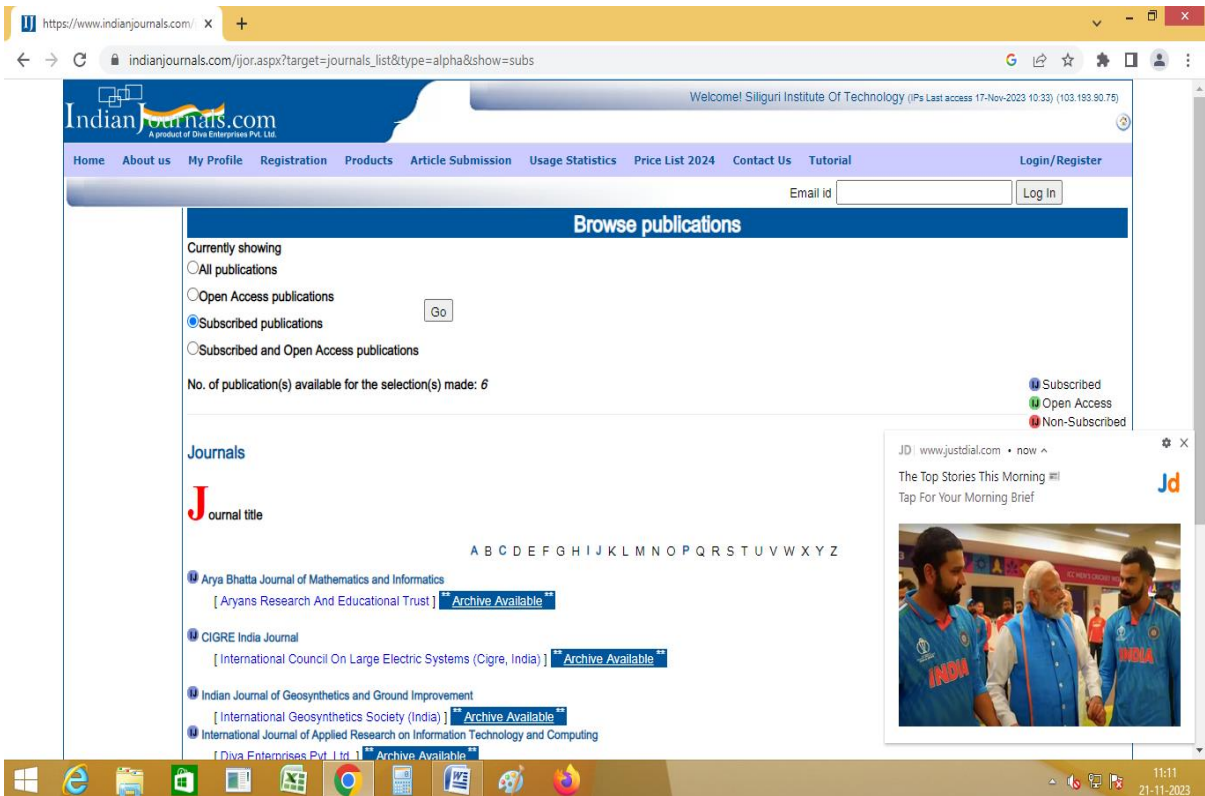 https://www.indianjournals.com/
indianjournals.com/ijor.aspx?target=journals_list&type=alpha&show=subs
IndianJournals.com
A product of Diva Enterprises Pvt. Ltd.
Welcome! Siliguri Institute Of Technology (IPs Last access 17-Nov-2023 10:33) (103.193.90.75)
Home About us My Profile Registration Products Article Submission Usage Statistics Price List 2024 Contact Us Tutorial Login/Register
Email id Log In
Browse publications
Currently showing
All publications
Open Access publications
Go
Subscribed publications
Subscribed and Open Access publications
No. of publication(s) available for the selection(s) made: 6
Subscribed
Open Access
Non-Subscribed
Journals
Journal title
A B C D E F G H I J K L M N O P Q R S T U V W X Y Z
Arya Bhatta Journal of Mathematics and Informatics
[ Aryans Research And Educational Trust ] ** Archive Available **
CIGRE India Journal
[ International Council On Large Electric Systems (Cigre, India) ] ** Archive Available **
Indian Journal of Geosynthetics and Ground Improvement
[ International Geosynthetics Society (India) ] ** Archive Available **
International Journal of Applied Research on Information Technology and Computing
[ Diva Enterprises Pvt. Ltd. ] ** Archive Available **
JD www.justdial.com • now
The Top Stories This Morning
Tap For Your Morning Brief
Jd
ICC MEN'S CRICKET
INDIA
INDIA
11:11
21-11-2023